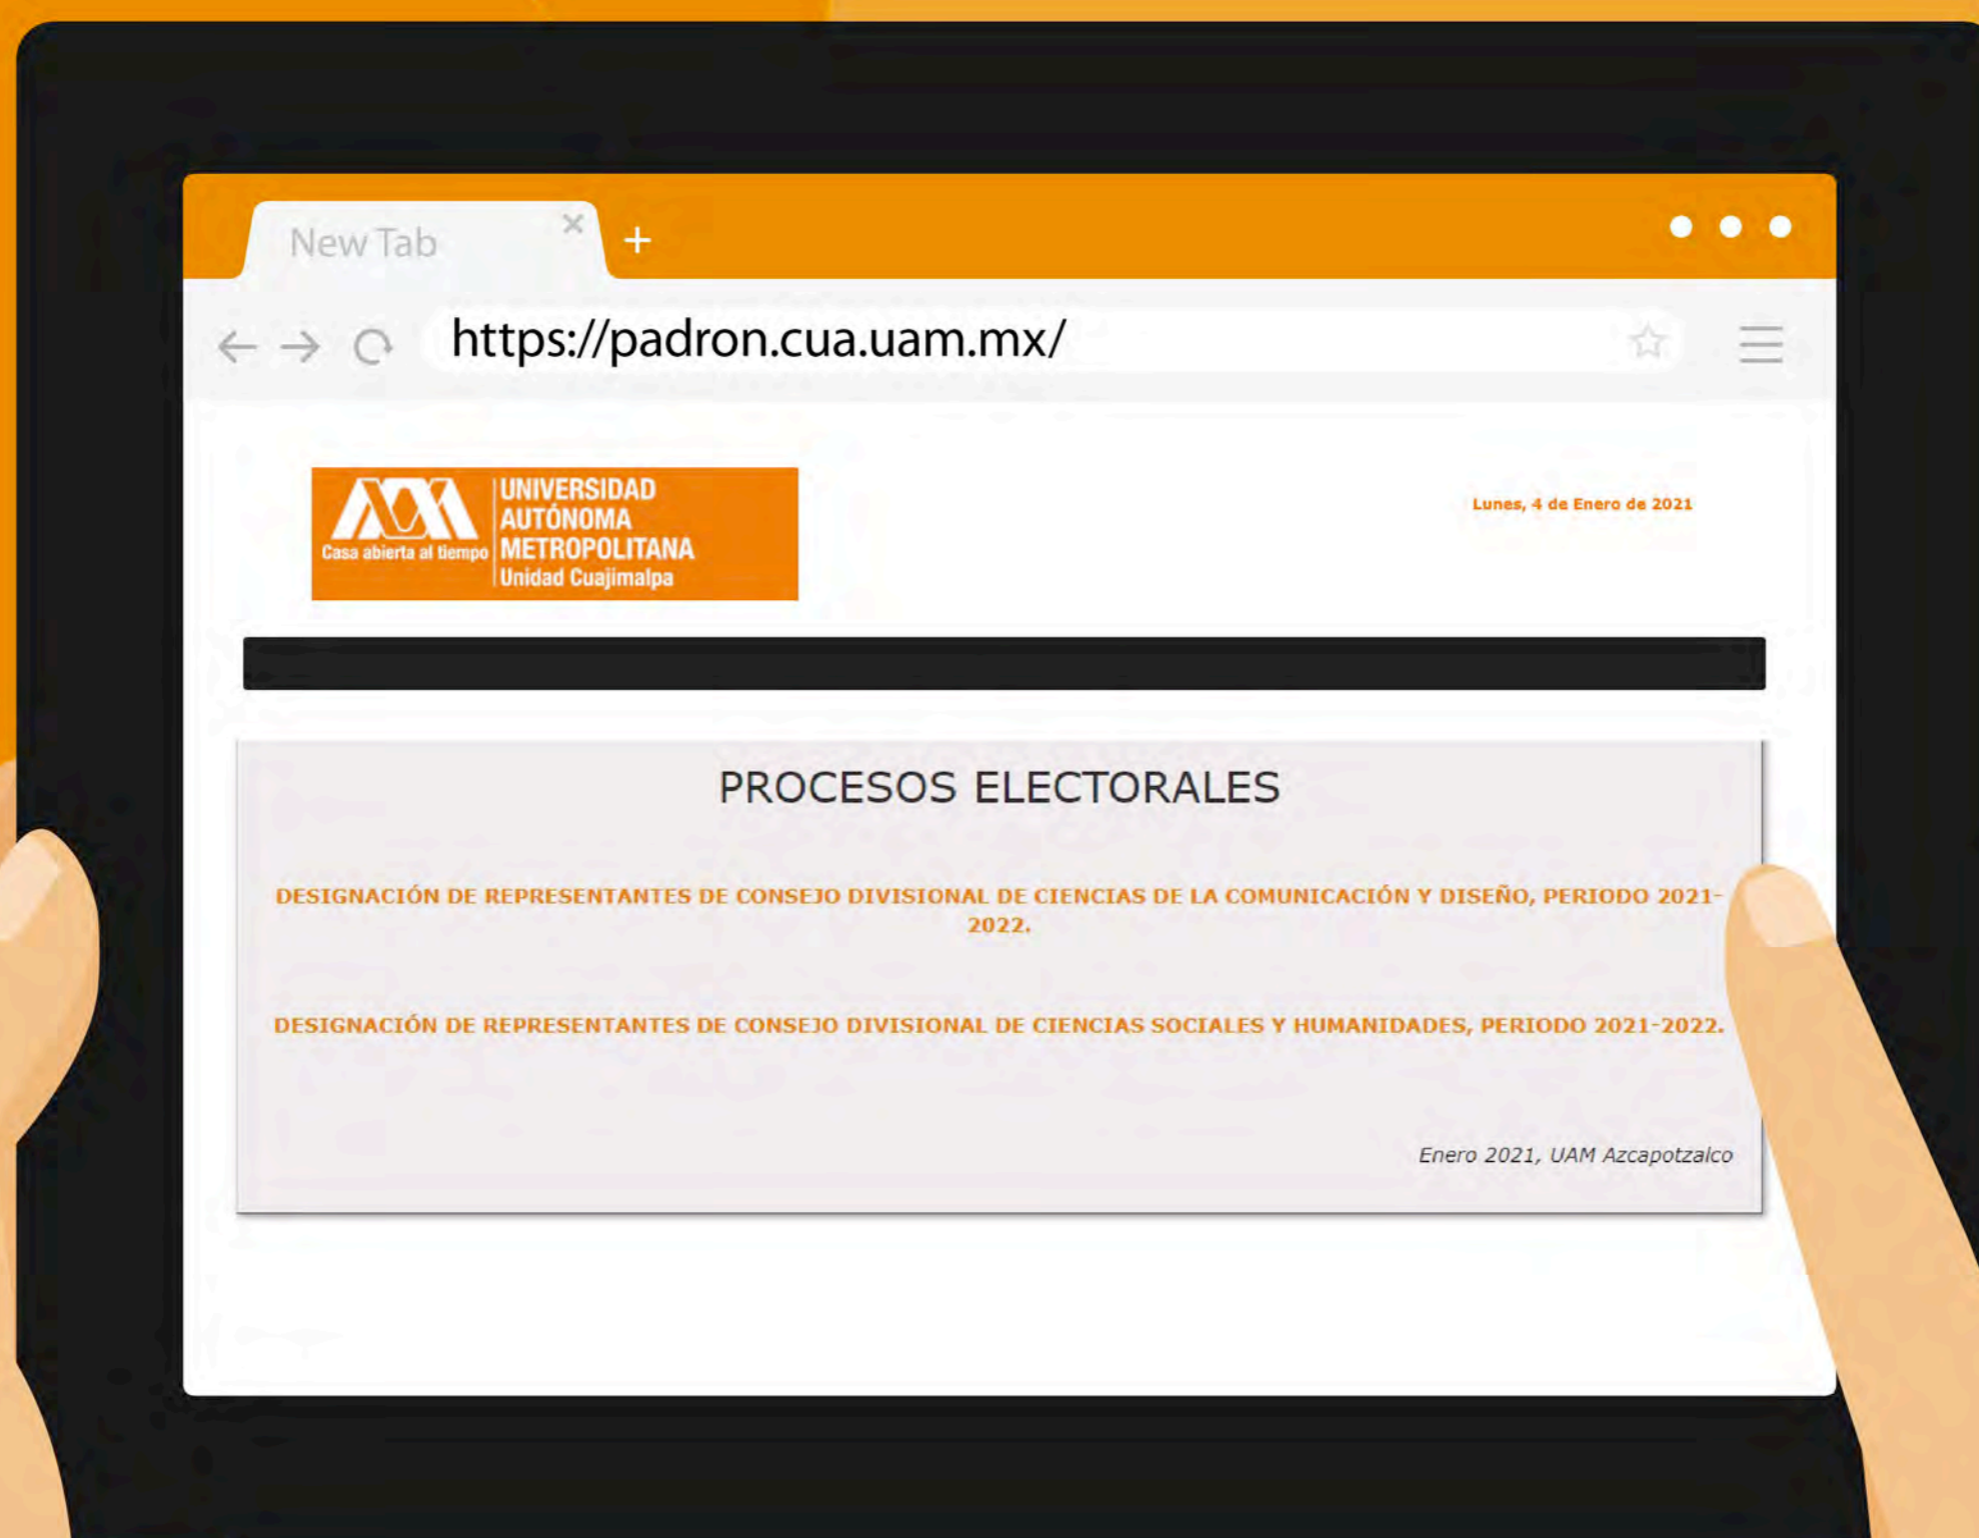 New Tab
https://padron.cua.uam.mx/
UNIVERSIDAD
AUTÓNOMA
METROPOLITANA
Unidad Cuajimalpa
Casa abierta al tiempo
Lunes, 4 de Enero de 2021
PROCESOS ELECTORALES
DESIGNACIÓN DE REPRESENTANTES DE CONSEJO DIVISIONAL DE CIENCIAS DE LA COMUNICACIÓN Y DISEÑO, PERIODO 2021-
2022.
DESIGNACIÓN DE REPRESENTANTES DE CONSEJO DIVISIONAL DE CIENCIAS SOCIALES Y HUMANIDADES, PERIODO 2021-2022.
Enero 2021, UAM Azcapotzalco